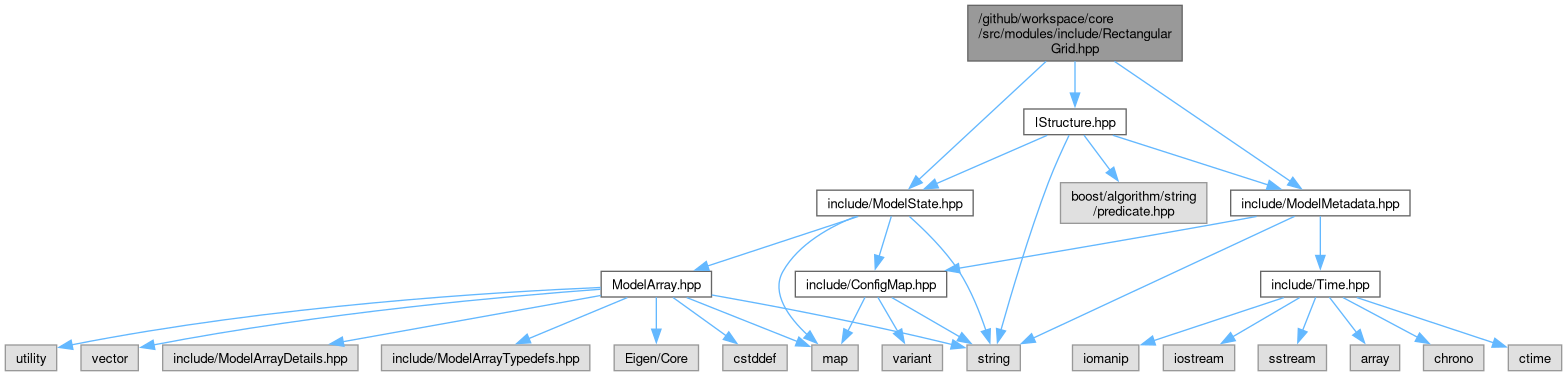 /github/workspace/core
/src/modules/include/Rectangular
Grid.hpp
IStructure.hpp
include/ModelState.hpp
boost/algorithm/string
/predicate.hpp
include/ModelMetadata.hpp
ModelArray.hpp
include/ConfigMap.hpp
include/Time.hpp
utility
vector
include/ModelArrayDetails.hpp
include/ModelArrayTypedefs.hpp
Eigen/Core
cstddef
map
variant
string
iomanip
iostream
sstream
array
chrono
ctime